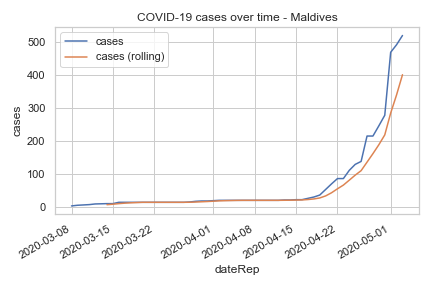 COVID-19 cases over time - Maldives
cases
cases (rolling)
500
400
300
200
100
0
cases
2020-03-08
2020-03-15
2020-03-22
2020-04-01
2020-04-08
2020-04-15
2020-04-22
2020-05-01
dateRep